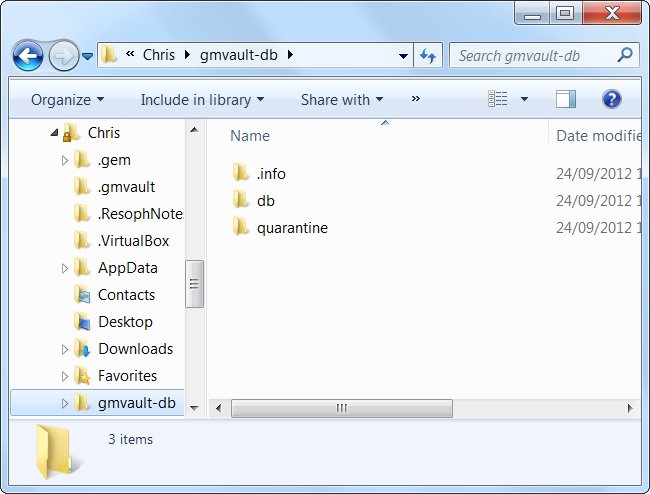 « Chris gmvault-db Search gmvault-db
Organize Include in library Share with »
Chris
.gem
.gmvault
.ResophNotes
.VirtualBox
AppData
Contacts
Desktop
Downloads
Favorites
gmvault-db
Name Date modifie
.info 24/09/2012 1
db 24/09/2012 1
quarantine 24/09/2012 1
3 items